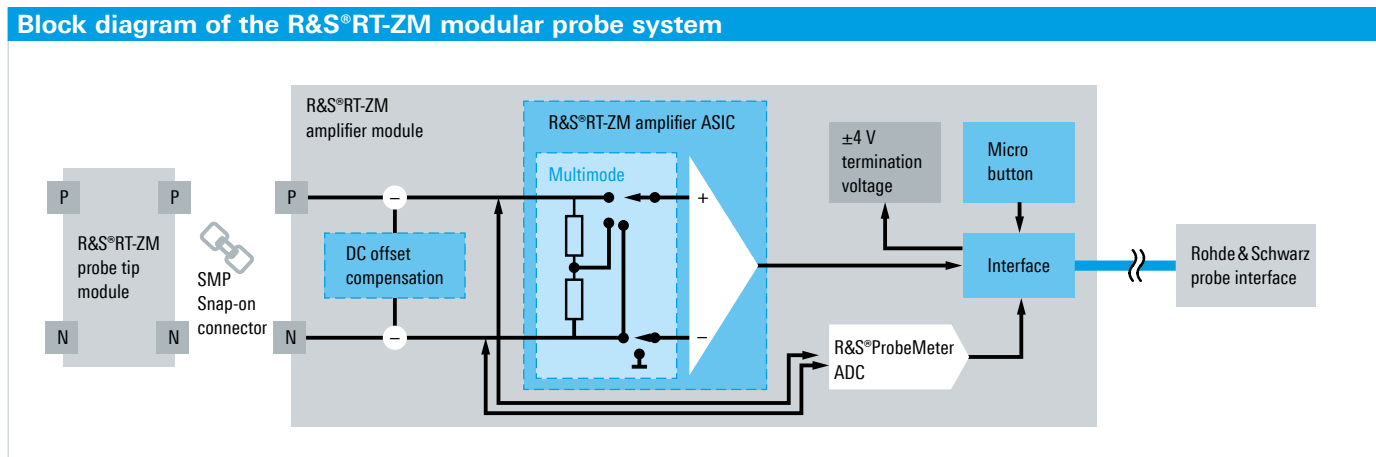 Block diagram of the R&S®RT-ZM modular probe system
R&S®RT-ZM
amplifier module
R&S®RT-ZM amplifier ASIC
±4 V
termination
voltage
Micro
button
Multimode
P
P
P
+
R&S®RT-ZM
probe tip
module
SMP
Snap-on
connector
–
DC offset
compensation
–
Interface
Rohde & Schwarz
probe interface
N
N
N
–
R&S®ProbeMeter
ADC